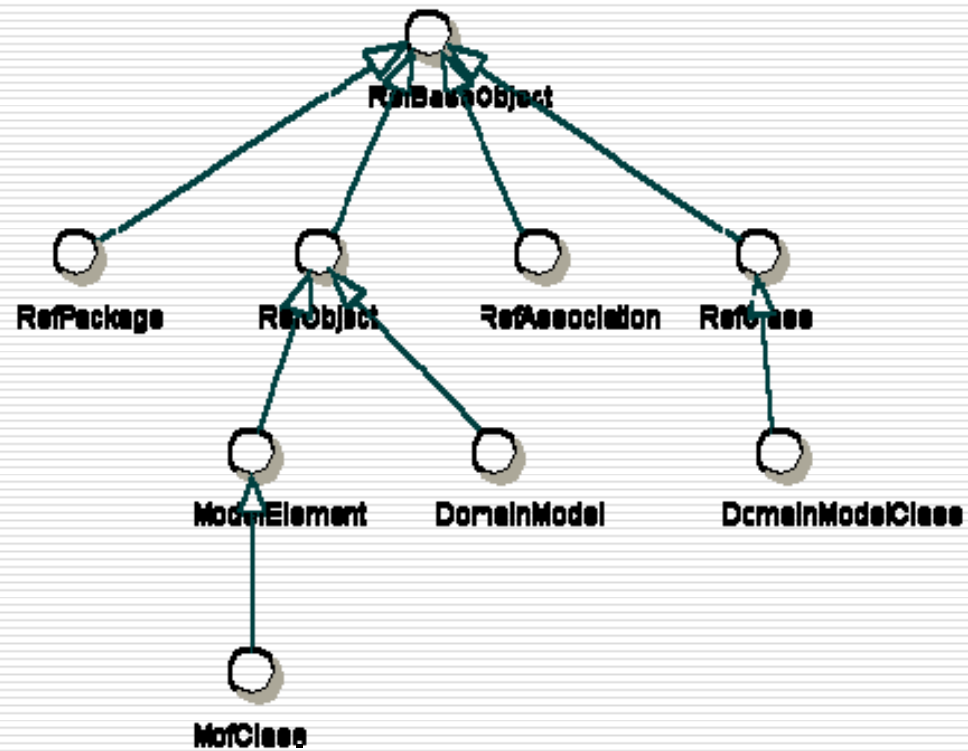 RefBaseObject
RefPackage
RefObject
RefAssociation
RefClass
ModelElement
DomainModel
DomainModelClass
MofClass